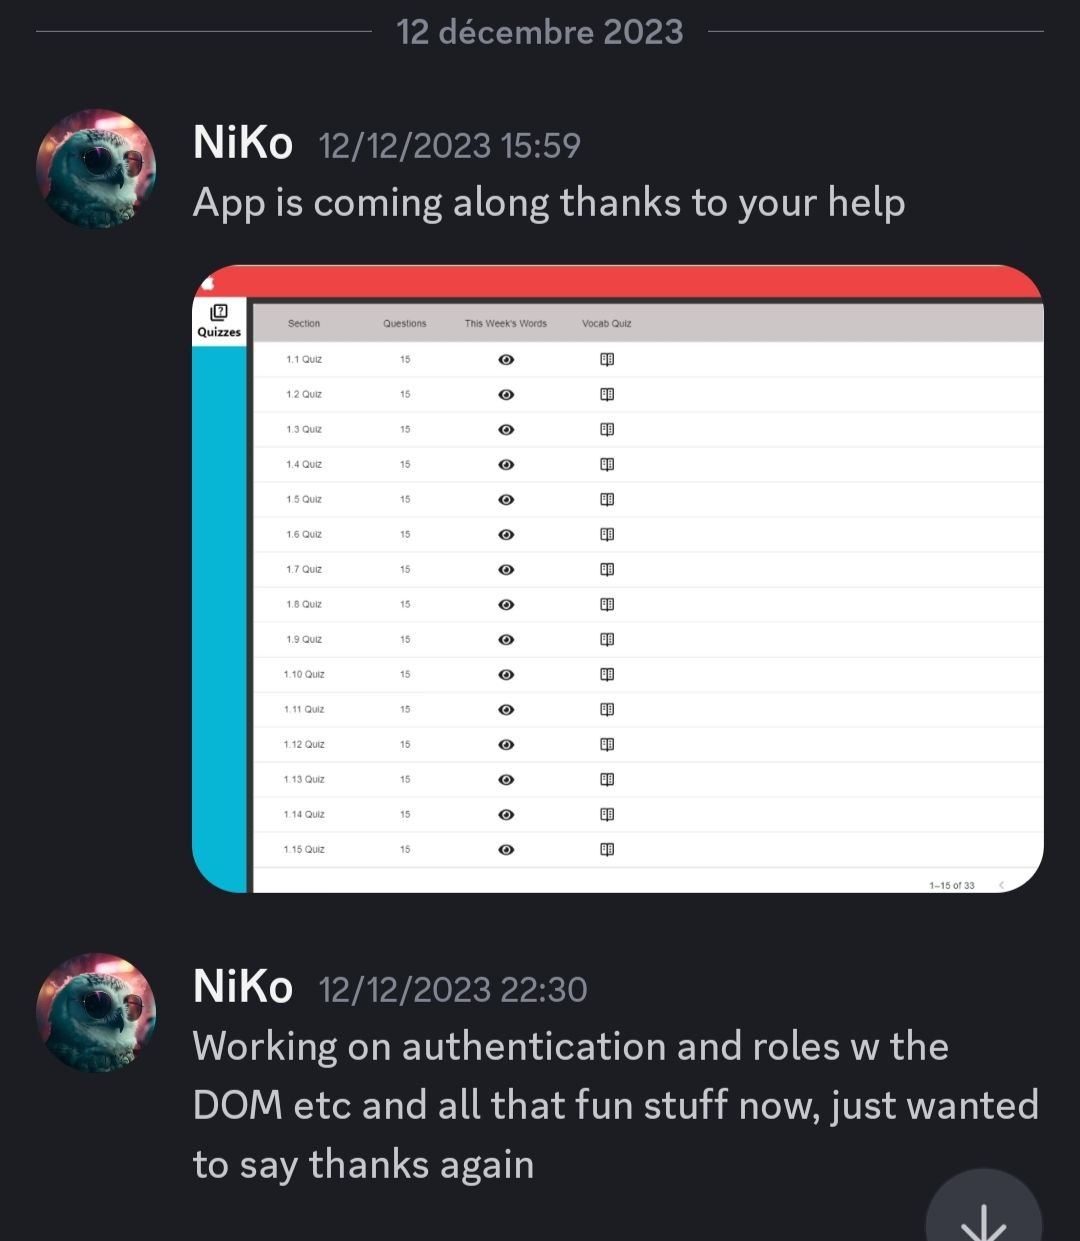 12 décembre 2023
NiKo 12/12/2023 15:59
App is coming along thanks to your help
Quizzes
Section Questions This Week's Words Vocab Quiz
1.1 Quiz 15
1.2 Quiz 15
1.3 Quiz 15
1.4 Quiz 15
1.5 Quiz 15
1.6 Quiz 15
1.7 Quiz 15
1.8 Quiz 15
1.9 Quiz 15
1.10 Quiz 15
1.11 Quiz 15
1.12 Quiz 15
1.13 Quiz 15
1.14 Quiz 15
1.15 Quiz 15
1–15 of 33
NiKo 12/12/2023 22:30
Working on authentication and roles w the
DOM etc and all that fun stuff now, just wanted
to say thanks again